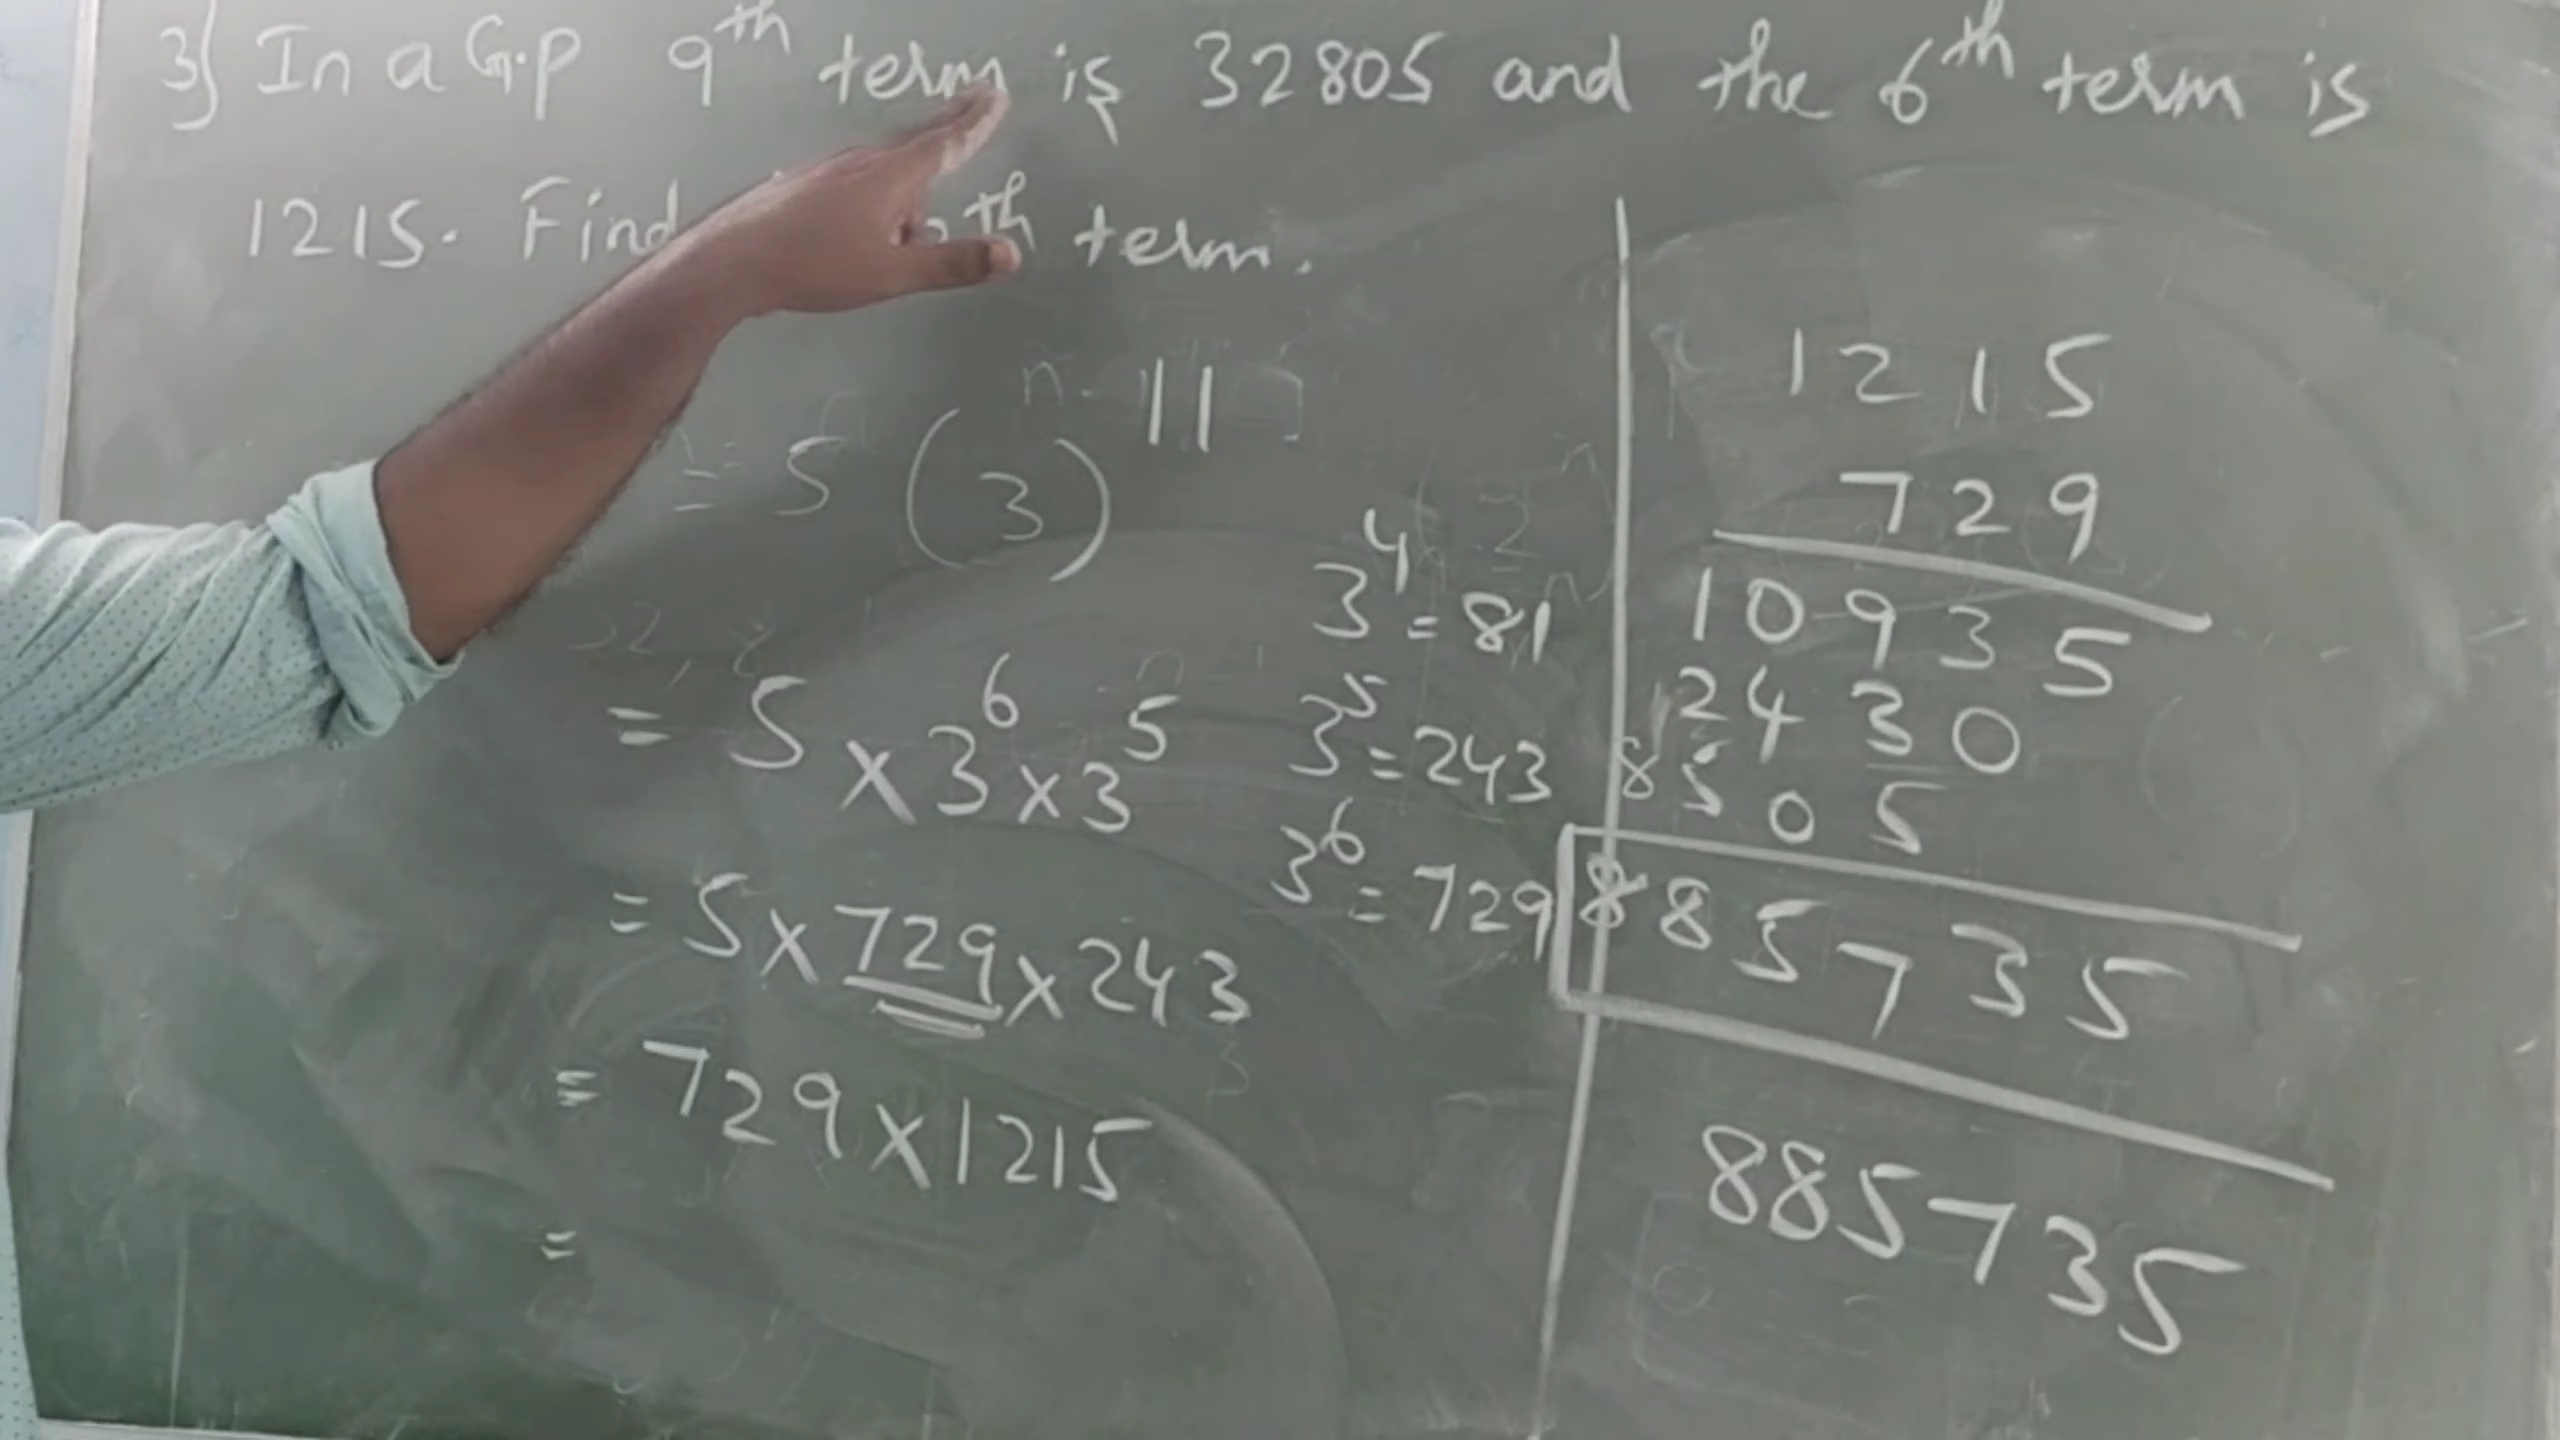 3} In a G.P 9th term is 32805 and the 6th term is
1215. Find th term.
= 5 (3)^11
= 5 × 3^6 × 3^5
= 5 × 729 × 243
= 729 × 1215
=
3^4 = 81
3^5 = 243
3^6 = 729
1215
729
10935
2430
8505
885735
885735